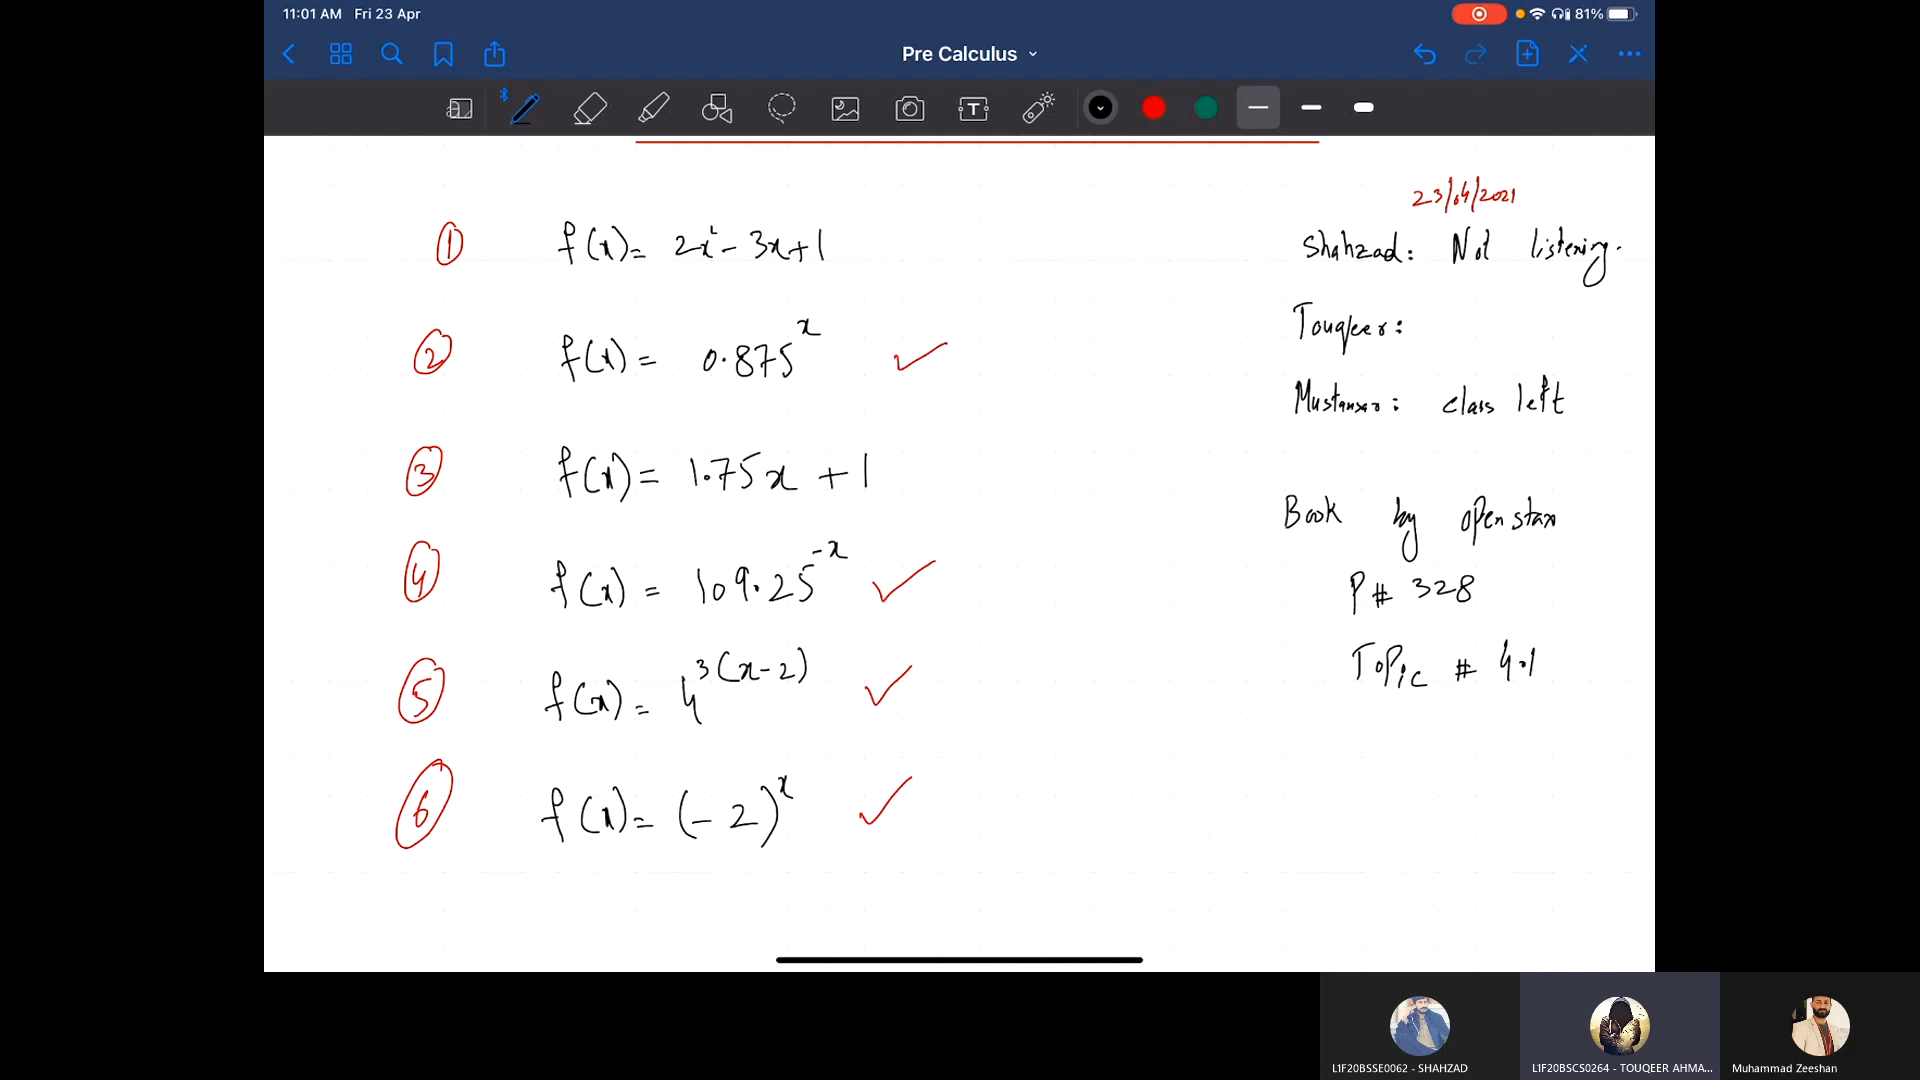 11:01 AM Fri 23 Apr
81%
Pre Calculus
T
23/04/2021
① f(x) = 2x² - 3x + 1
② f(x) = 0.875^x ✓
③ f(x) = 1.75x + 1
④ f(x) = 109.25^-x ✓
⑤ f(x) = 4^3(x-2) ✓
⑥ f(x) = (-2)^x ✓
Shahzad: Not listening.
Touqeer:
Mustansar: class left
Book by openstax
P# 328
Topic # 4.1
L1F20BSSE0062 - SHAHZAD
L1F20BSCS0264 - TOUQEER AHMA...
Muhammad Zeeshan